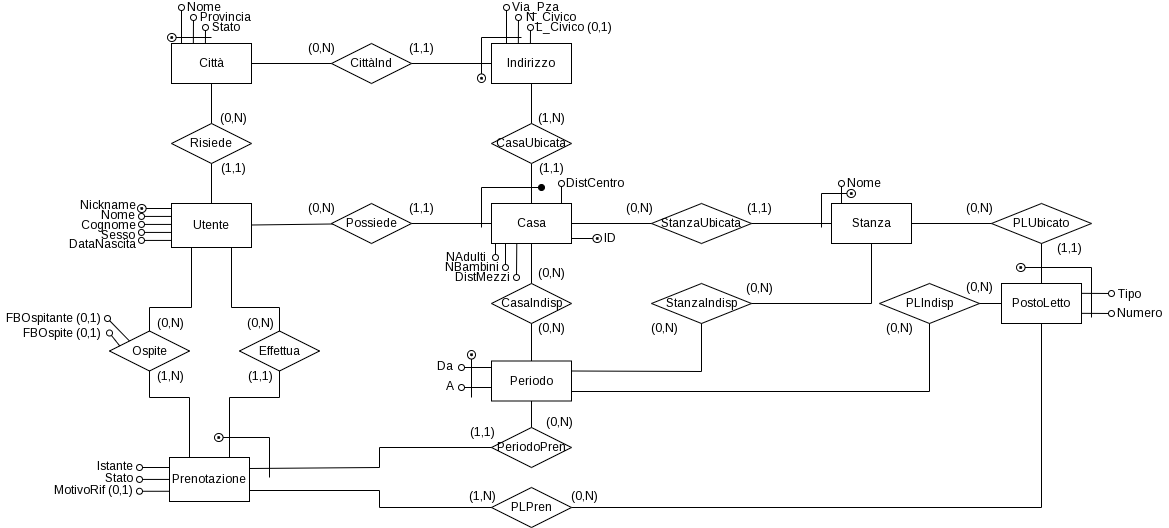 Nome
Provincia
Stato
Via_Pza
N_Civico
L_Civico (0,1)
Città
(0,N)
CittàInd
(1,1)
Indirizzo
(0,N)
Risiede
(1,1)
(1,N)
CasaUbicata
(1,1)
DistCentro
Nickname
Nome
Cognome
Sesso
DataNascita
Utente
(0,N)
Possiede
(1,1)
Casa
ID
NAdulti
NBambini
DistMezzi
(0,N)
StanzaUbicata
(1,1)
Nome
Stanza
(0,N)
PLUbicato
(1,1)
(0,N)
CasaIndisp
(0,N)
StanzaIndisp
(0,N)
(0,N)
PLIndisp
(0,N)
(0,N)
PostoLetto
Tipo
Numero
FBOspitante (0,1)
FBOspite (0,1)
(0,N)
Ospite
(1,N)
(0,N)
Effettua
(1,1)
Da
A
Periodo
(0,N)
(1,1)
PeriodoPren
Istante
Stato
MotivoRif (0,1)
Prenotazione
(1,N)
PLPren
(0,N)